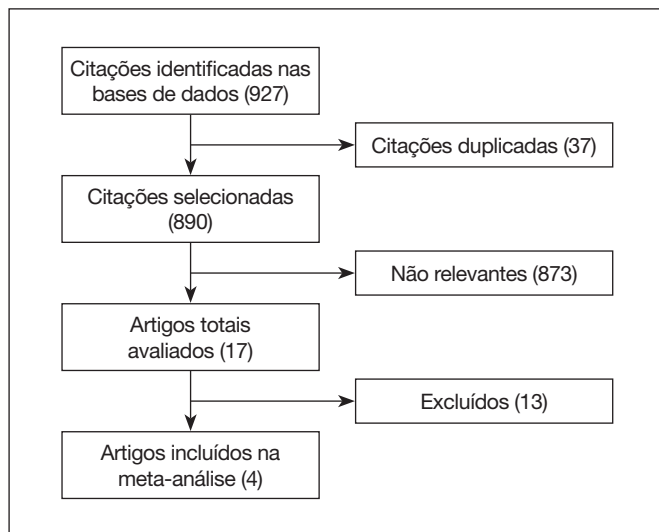 Citações identificadas nas
bases de dados (927)
Citações duplicadas (37)
Citações selecionadas
(890)
Não relevantes (873)
Artigos totais
avaliados (17)
Excluídos (13)
Artigos incluídos na
meta-análise (4)